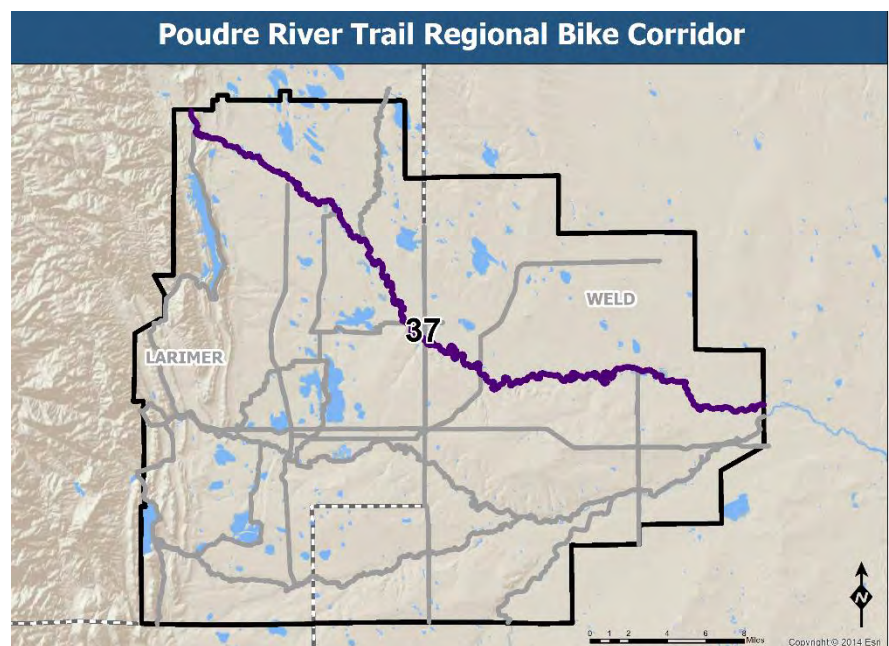 Poudre River Trail Regional Bike Corridor
37
WELD
LARIMER
N
0 1 2 4 6 8
Miles
Copyright © 2014 Esri